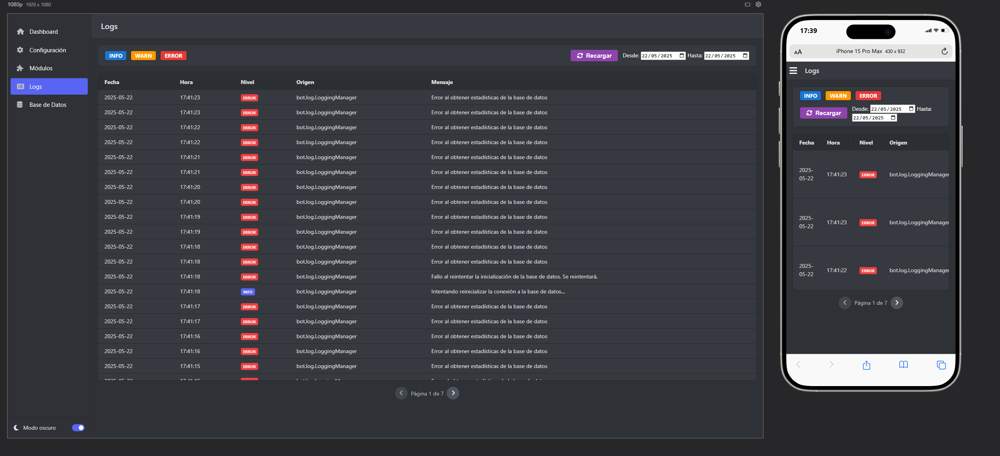 1080p 1920 x 1080
Dashboard
Configuración
Módulos
Logs
Base de Datos
Modo oscuro
Logs
INFO WARN ERROR Recargar Desde: 22/05/2025 Hasta: 22/05/2025
Fecha Hora Nivel Origen Mensaje
2025-05-22 17:41:23 ERROR bot.log.LoggingManager Error al obtener estadísticas de la base de datos
2025-05-22 17:41:23 ERROR bot.log.LoggingManager Error al obtener estadísticas de la base de datos
2025-05-22 17:41:22 ERROR bot.log.LoggingManager Error al obtener estadísticas de la base de datos
2025-05-22 17:41:22 ERROR bot.log.LoggingManager Error al obtener estadísticas de la base de datos
2025-05-22 17:41:21 ERROR bot.log.LoggingManager Error al obtener estadísticas de la base de datos
2025-05-22 17:41:21 ERROR bot.log.LoggingManager Error al obtener estadísticas de la base de datos
2025-05-22 17:41:20 ERROR bot.log.LoggingManager Error al obtener estadísticas de la base de datos
2025-05-22 17:41:20 ERROR bot.log.LoggingManager Error al obtener estadísticas de la base de datos
2025-05-22 17:41:19 ERROR bot.log.LoggingManager Error al obtener estadísticas de la base de datos
2025-05-22 17:41:19 ERROR bot.log.LoggingManager Error al obtener estadísticas de la base de datos
2025-05-22 17:41:18 ERROR bot.log.LoggingManager Error al obtener estadísticas de la base de datos
2025-05-22 17:41:18 ERROR bot.log.LoggingManager Error al obtener estadísticas de la base de datos
2025-05-22 17:41:18 ERROR bot.log.LoggingManager Fallo al reintentar la inicialización de la base de datos. Se reintentará.
2025-05-22 17:41:18 INFO bot.log.LoggingManager Intentando reinicializar la conexión a la base de datos...
2025-05-22 17:41:17 ERROR bot.log.LoggingManager Error al obtener estadísticas de la base de datos
2025-05-22 17:41:17 ERROR bot.log.LoggingManager Error al obtener estadísticas de la base de datos
2025-05-22 17:41:16 ERROR bot.log.LoggingManager Error al obtener estadísticas de la base de datos
2025-05-22 17:41:16 ERROR bot.log.LoggingManager Error al obtener estadísticas de la base de datos
2025-05-22 17:41:15 ERROR bot.log.LoggingManager Error al obtener estadísticas de la base de datos
Página 1 de 7
17:39
AA iPhone 15 Pro Max 430 x 932
Logs
INFO WARN ERROR
Recargar Desde: 22/05/2025 Hasta:
22/05/2025
Fecha Hora Nivel Origen
2025-
05-22 17:41:23 ERROR bot.log.LoggingManager
2025-
05-22 17:41:23 ERROR bot.log.LoggingManager
2025-
05-22 17:41:22 ERROR bot.log.LoggingManager
Página 1 de 7